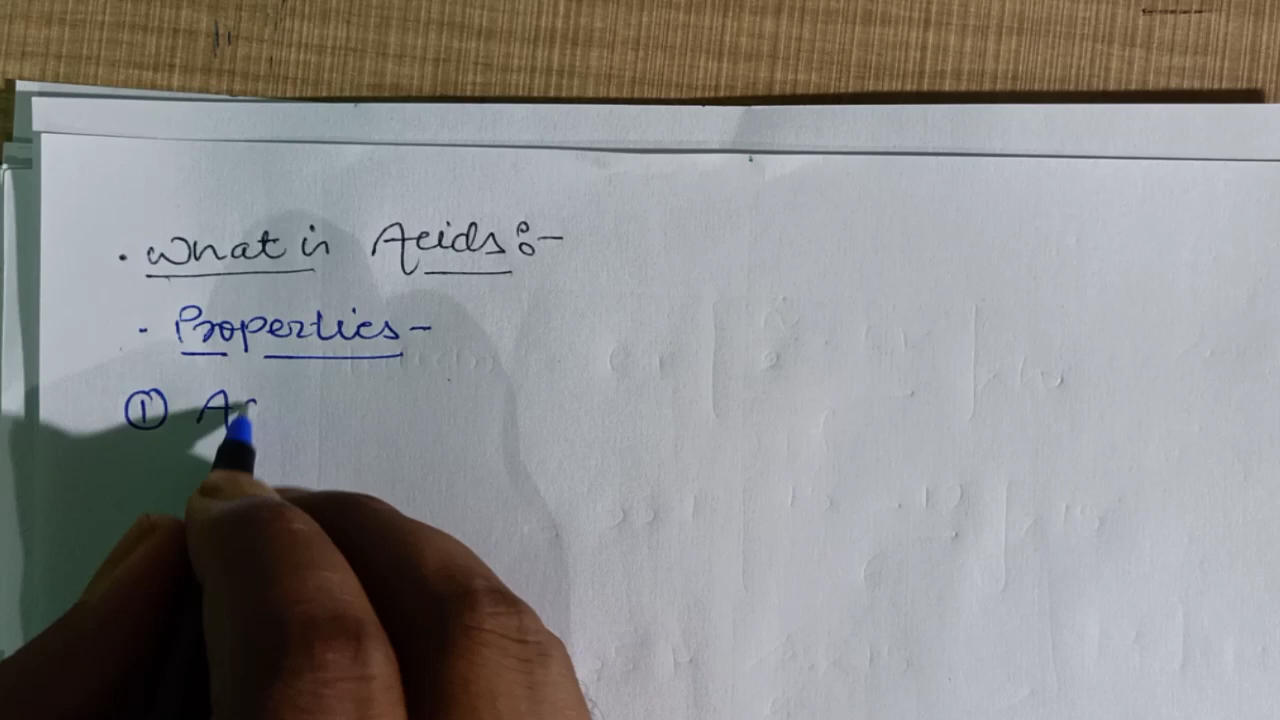 . What is Acids :-
- Properties -
① A